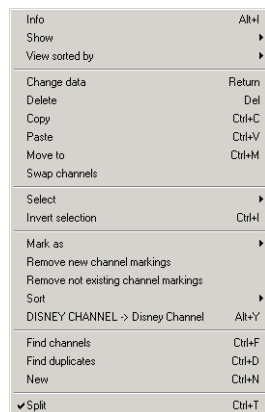 Info Alt+I
Show
View sorted by
Change data Return
Delete Del
Copy Ctrl+C
Paste Ctrl+V
Move to Ctrl+M
Swap channels
Select
Invert selection Ctrl+I
Mark as
Remove new channel markings
Remove not existing channel markings
Sort
DISNEY CHANNEL -> Disney Channel Alt+Y
Find channels Ctrl+F
Find duplicates Ctrl+D
New Ctrl+N
Split Ctrl+T